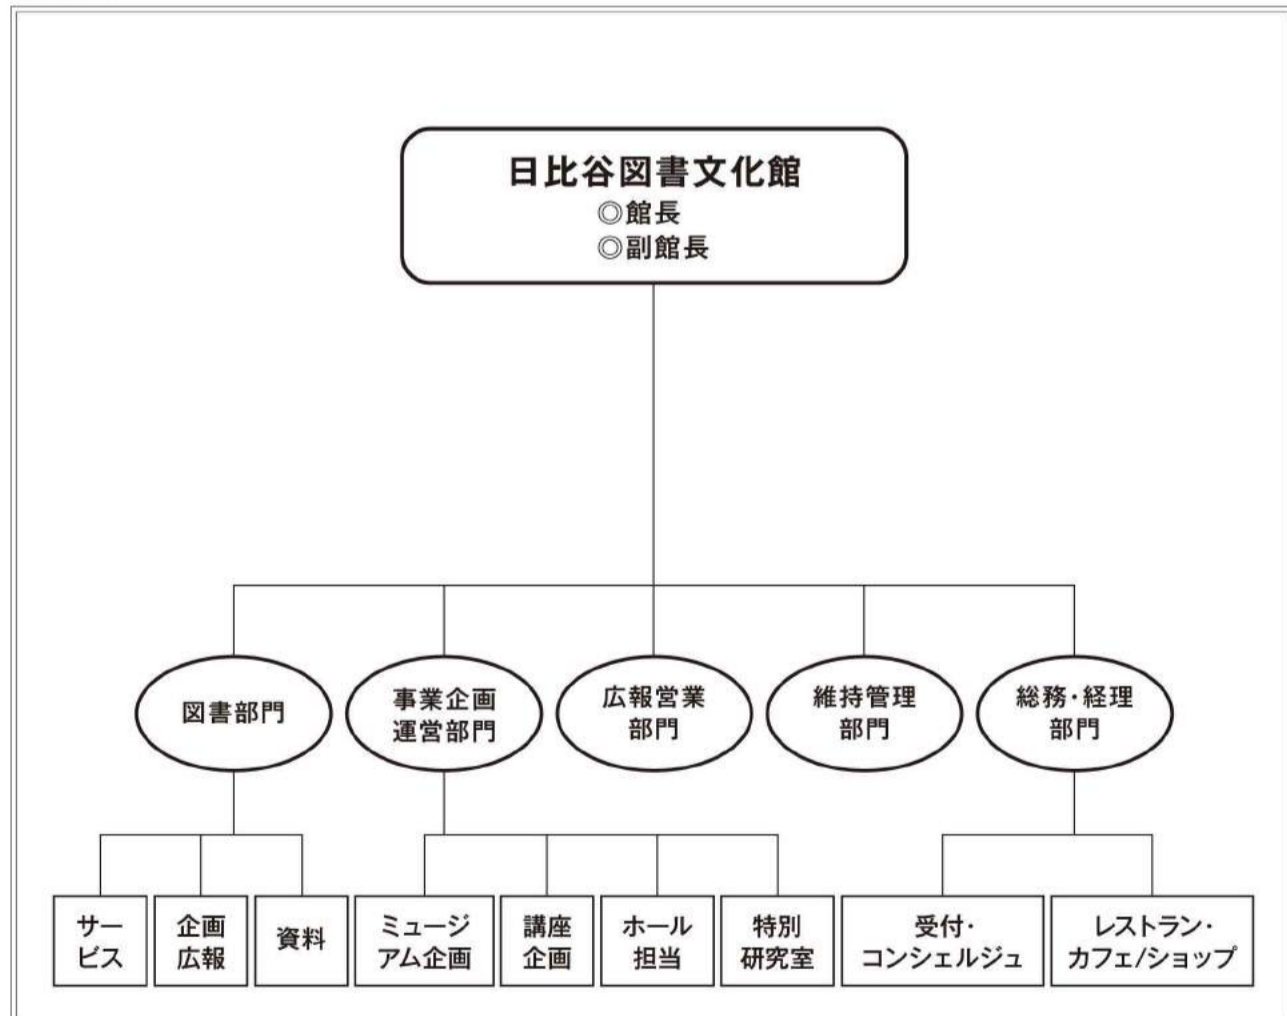 日比谷図書文化館
◎館長
◎副館長
図書部門
事業企画
運営部門
広報営業
部門
維持管理
部門
総務・経理
部門
サー
ビス
企画
広報
資料
ミュージ
アム企画
講座
企画
ホール
担当
特別
研究室
受付・
コンシェルジュ
レストラン・
カフェ/ショップ